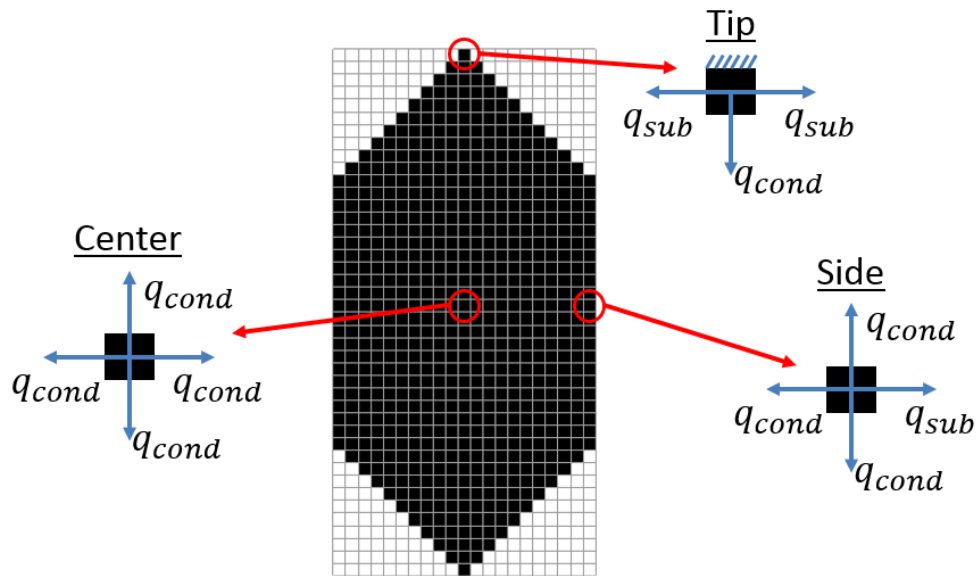 Tip
q_sub q_sub
q_cond
Center
q_cond
q_cond q_cond
q_cond
Side
q_cond
q_cond q_sub
q_cond